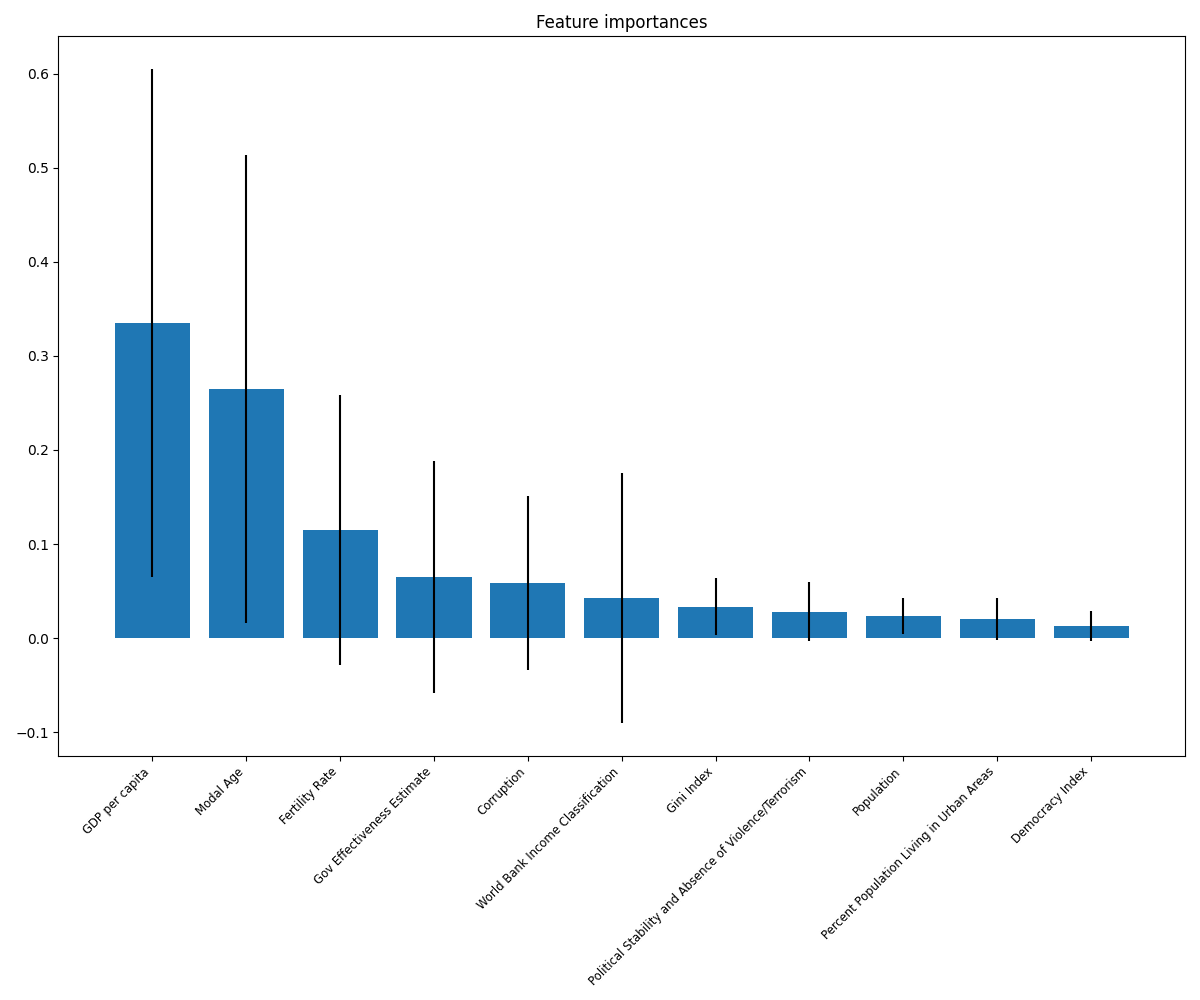 Feature importances
0.6
0.5
0.4
0.3
0.2
0.1
0.0
−0.1
GDP per capita
Modal Age
Fertility Rate
Gov Effectiveness Estimate
Corruption
World Bank Income Classification
Gini Index
Political Stability and Absence of Violence/Terrorism
Population
Percent Population Living in Urban Areas
Democracy Index